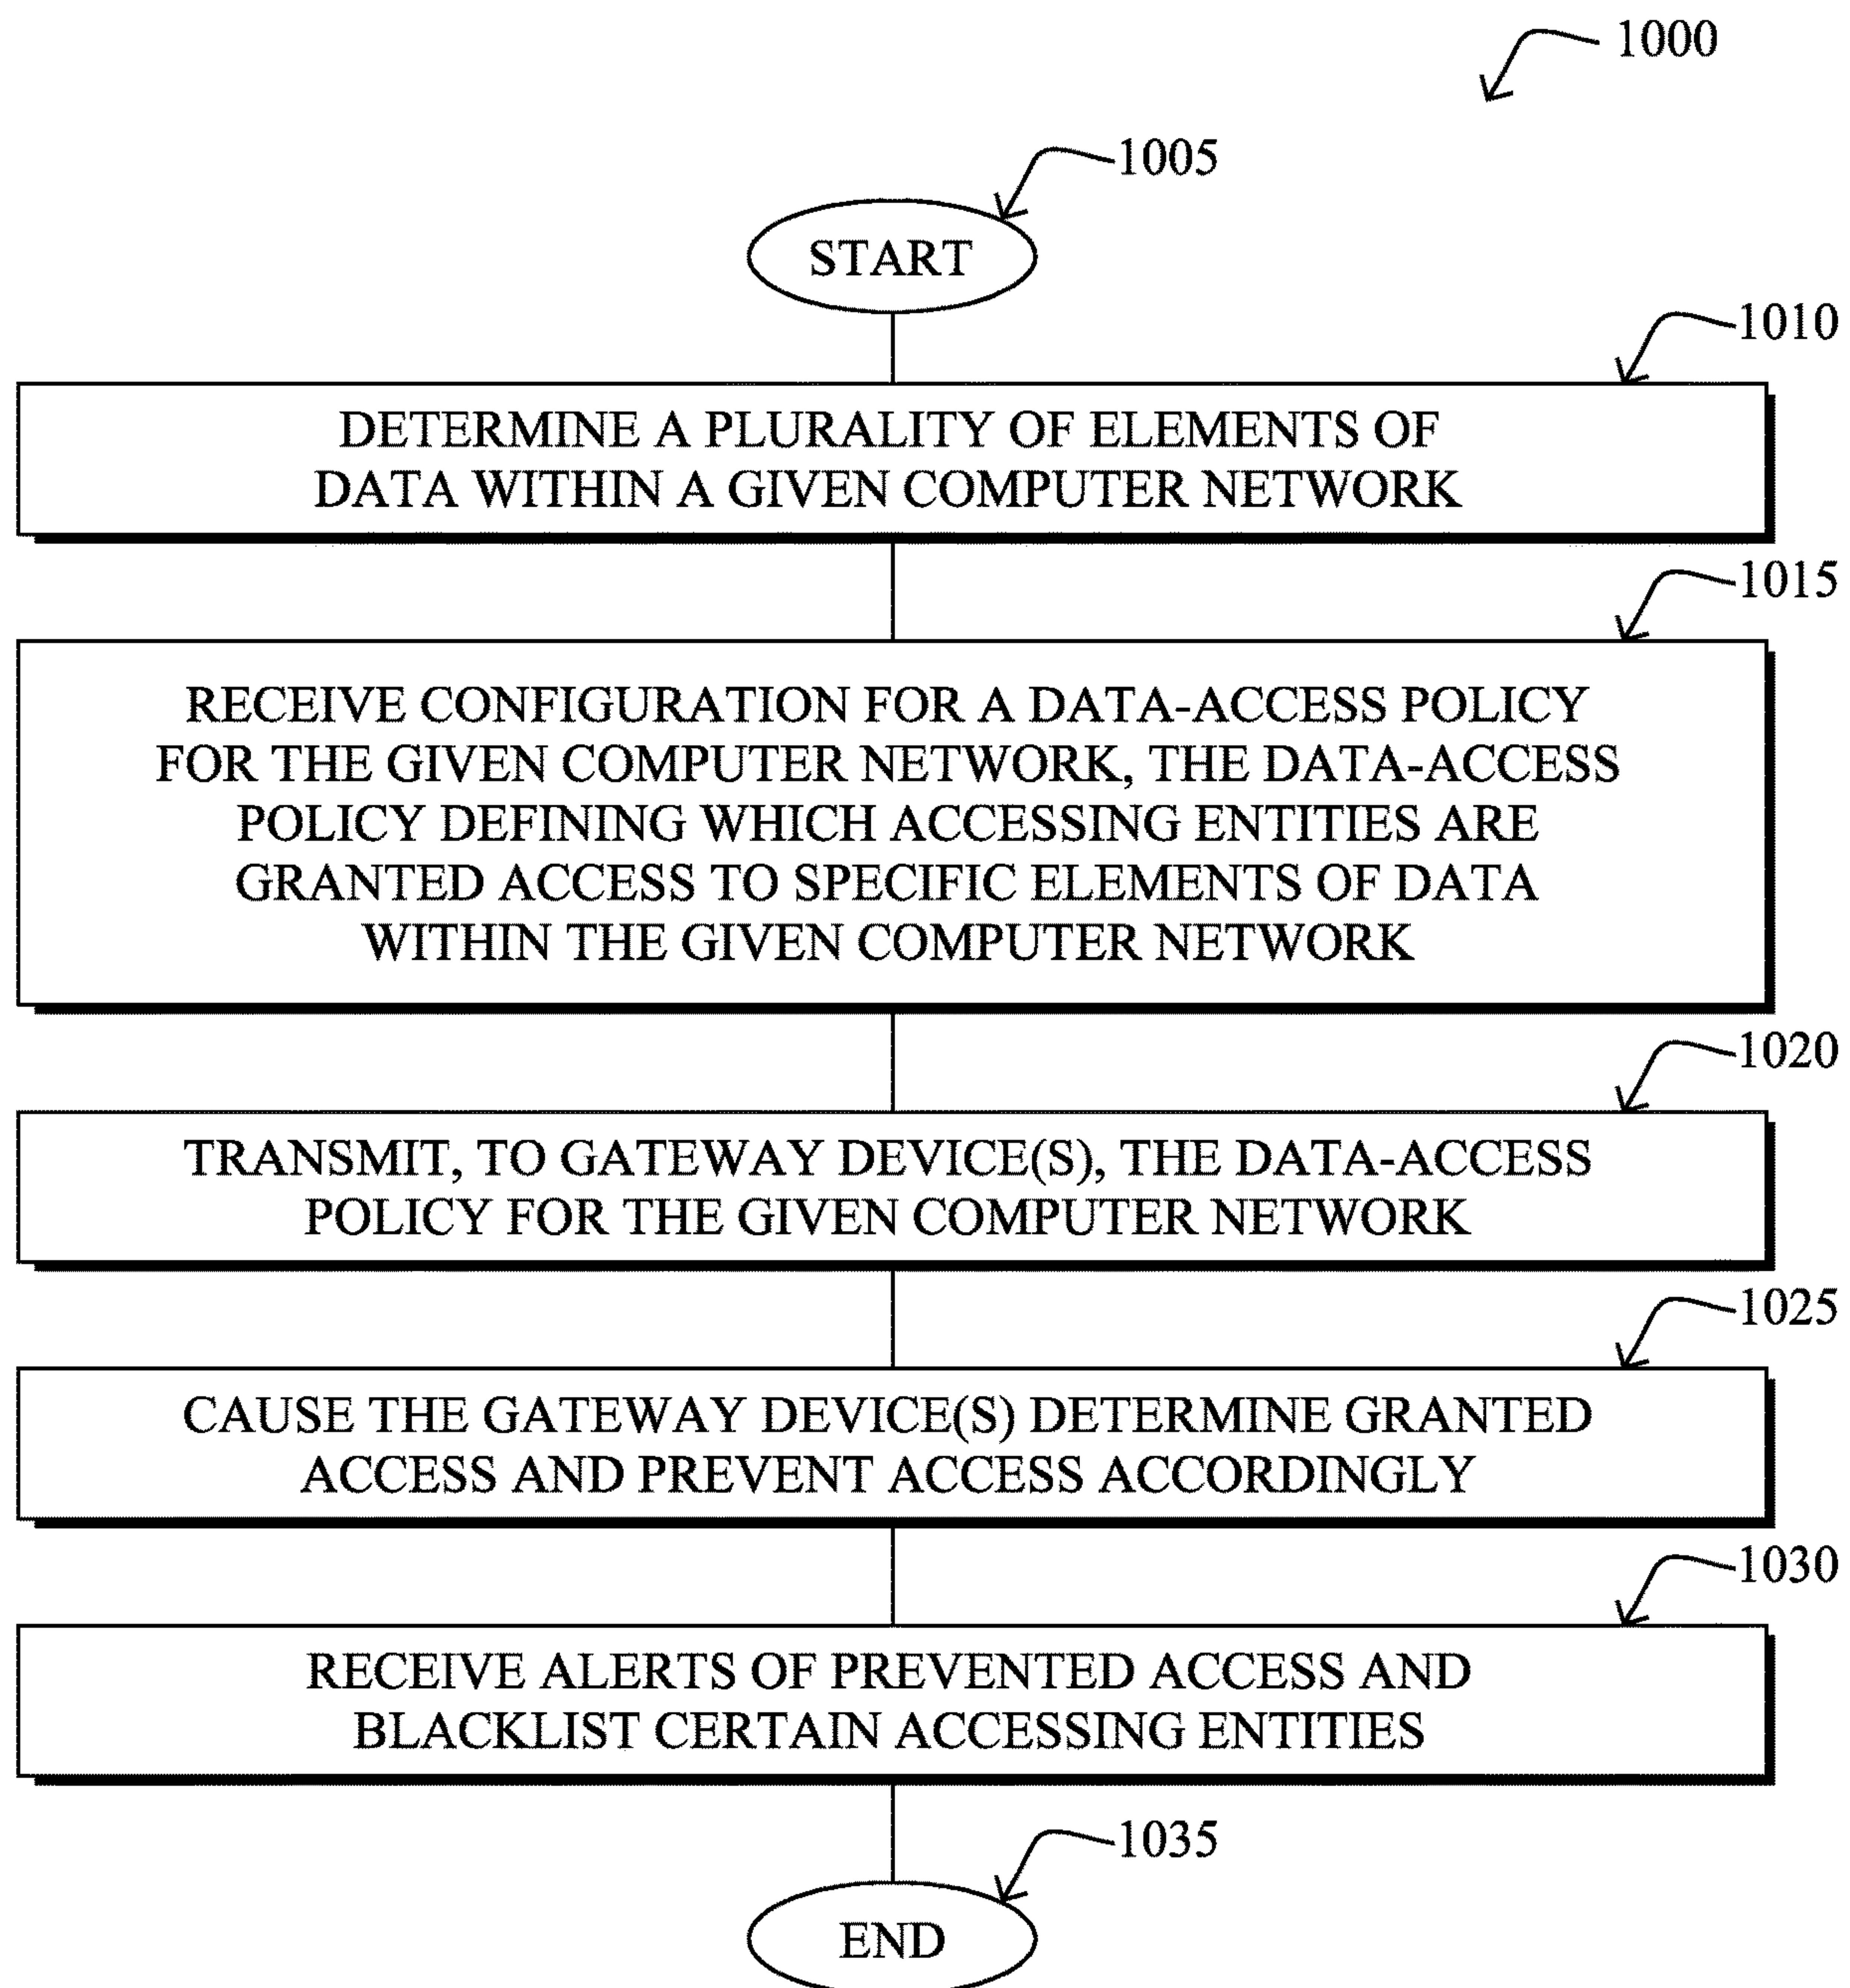 1000
1005
START
1010
DETERMINE A PLURALITY OF ELEMENTS OF
DATA WITHIN A GIVEN COMPUTER NETWORK
1015
RECEIVE CONFIGURATION FOR A DATA-ACCESS POLICY
FOR THE GIVEN COMPUTER NETWORK, THE DATA-ACCESS
POLICY DEFINING WHICH ACCESSING ENTITIES ARE
GRANTED ACCESS TO SPECIFIC ELEMENTS OF DATA
WITHIN THE GIVEN COMPUTER NETWORK
1020
TRANSMIT, TO GATEWAY DEVICE(S), THE DATA-ACCESS
POLICY FOR THE GIVEN COMPUTER NETWORK
1025
CAUSE THE GATEWAY DEVICE(S) DETERMINE GRANTED
ACCESS AND PREVENT ACCESS ACCORDINGLY
1030
RECEIVE ALERTS OF PREVENTED ACCESS AND
BLACKLIST CERTAIN ACCESSING ENTITIES
1035
END